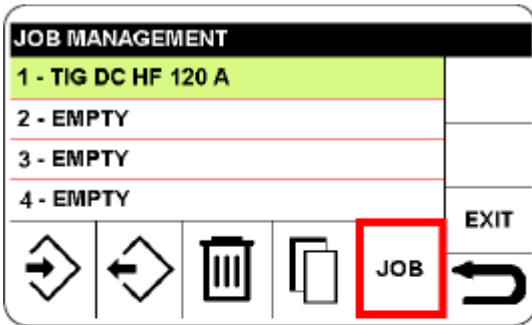 JOB MANAGEMENT
1 - TIG DC HF 120 A
2 - EMPTY
3 - EMPTY
4 - EMPTY
EXIT
JOB